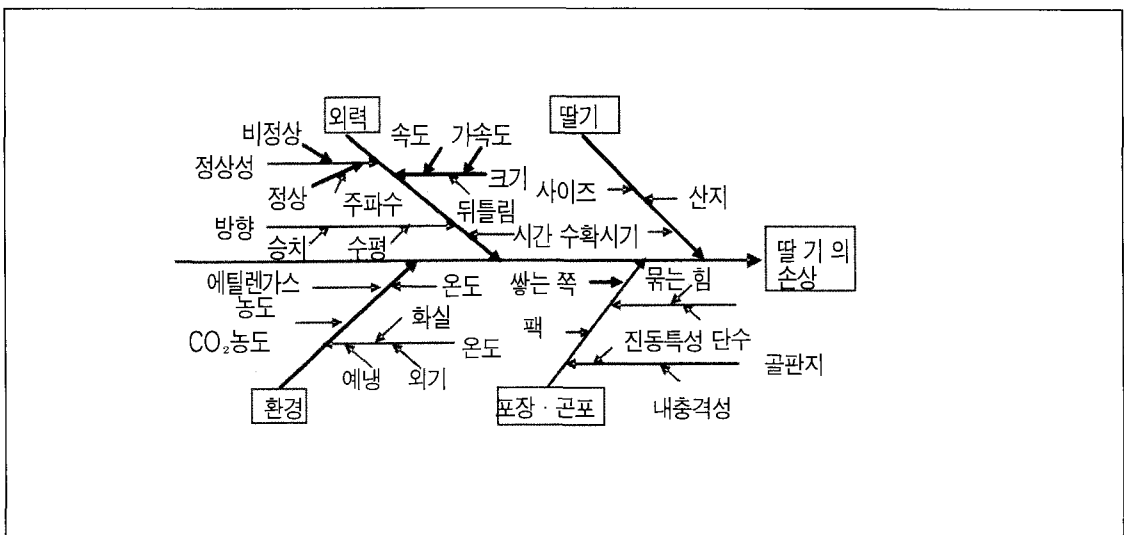 외력
딸기
비정상
속도
가속도
정상성
크기
정상
주파수
뒤틀림
사이즈
산지
방향
승치
수평
시간
수확시기
딸 기 의
손상
에틸렌가스
농도
온도
쌓는 쪽
묶는 힘
화실
CO₂농도
온도
팩
진동특성
단수
예냉
외기
골판지
환경
포장 · 곤포
내충격성